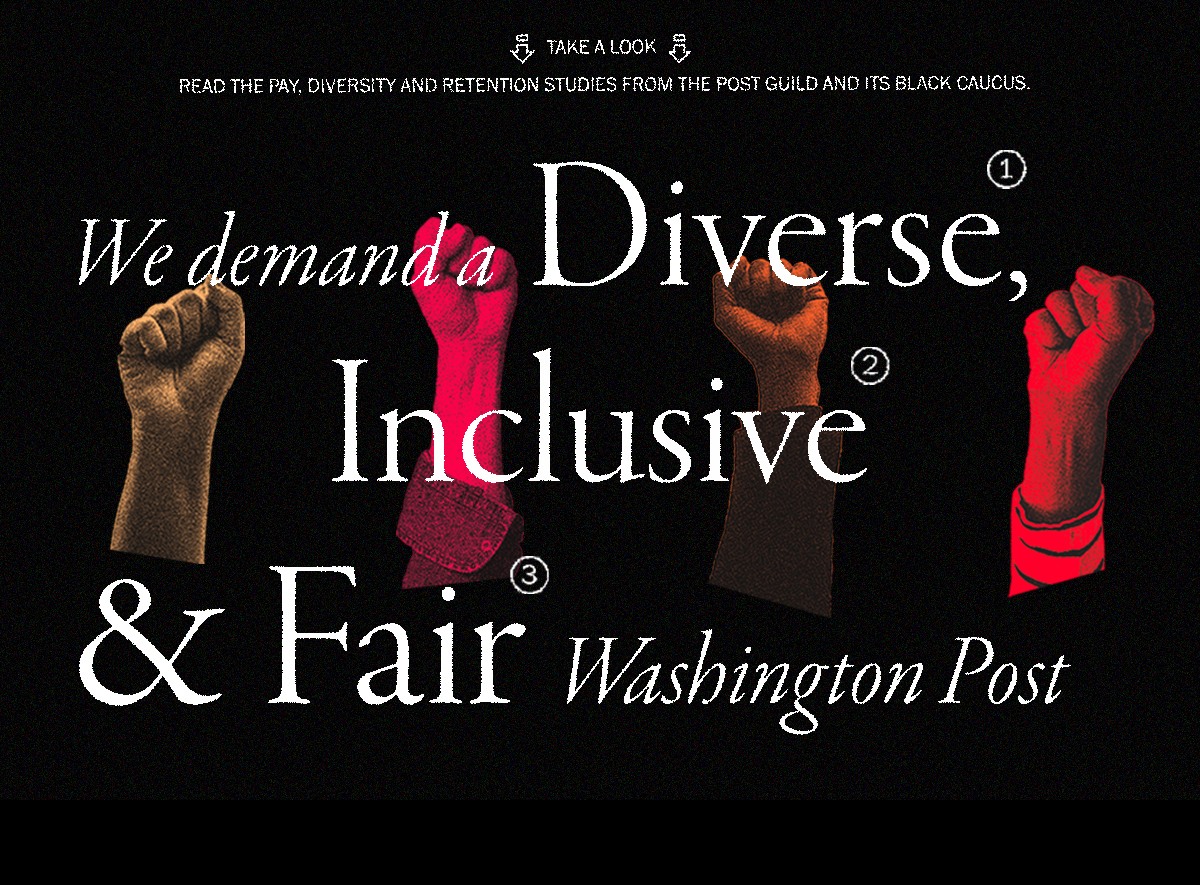 TAKE A LOOK
READ THE PAY, DIVERSITY AND RETENTION STUDIES FROM THE POST GUILD AND ITS BLACK CAUCUS.
We demand a Diverse, ①
Inclusive ②
& Fair ③ Washington Post